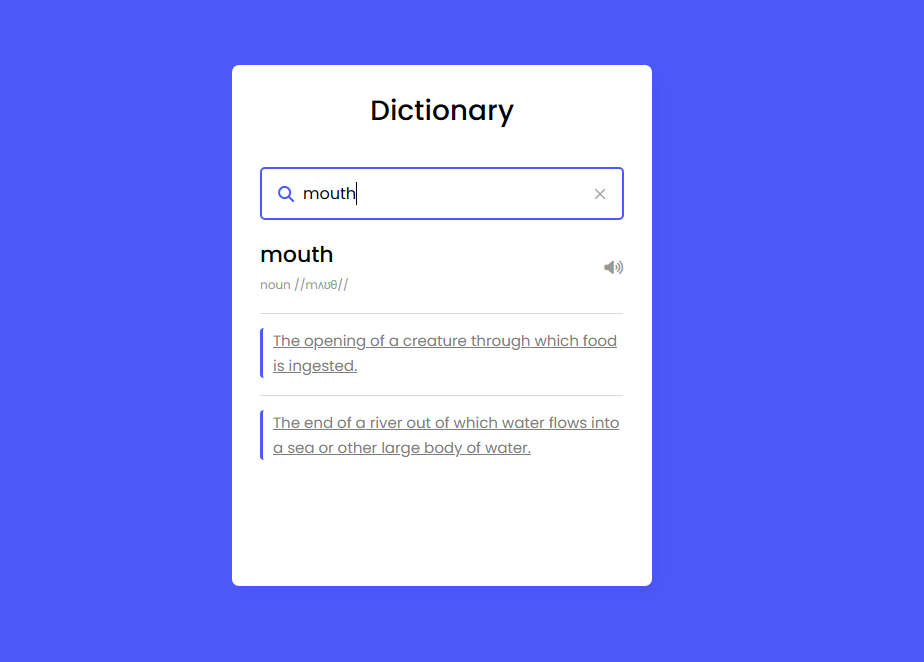 Dictionary
mouth
mouth
noun //mʌʊθ//
The opening of a creature through which food
is ingested.
The end of a river out of which water flows into
a sea or other large body of water.